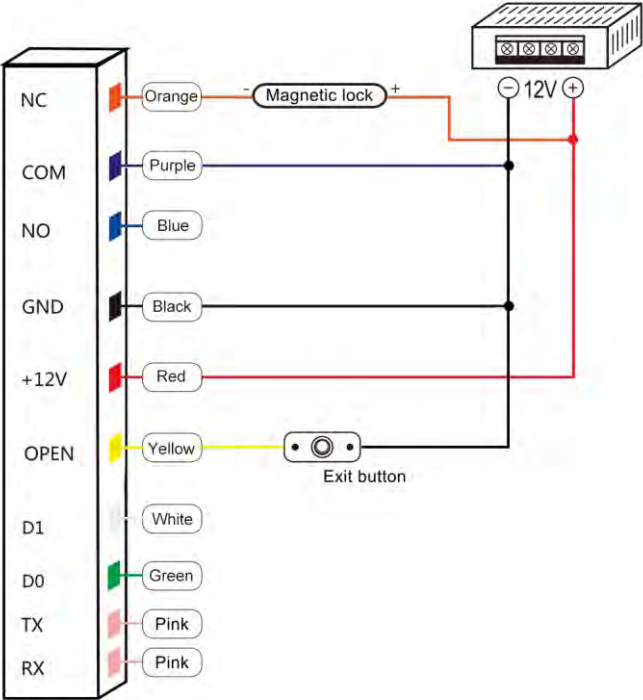 − 12V +
NC Orange - Magnetic lock +
COM Purple
NO Blue
GND Black
+12V Red
OPEN Yellow
Exit button
D1 White
D0 Green
TX Pink
RX Pink